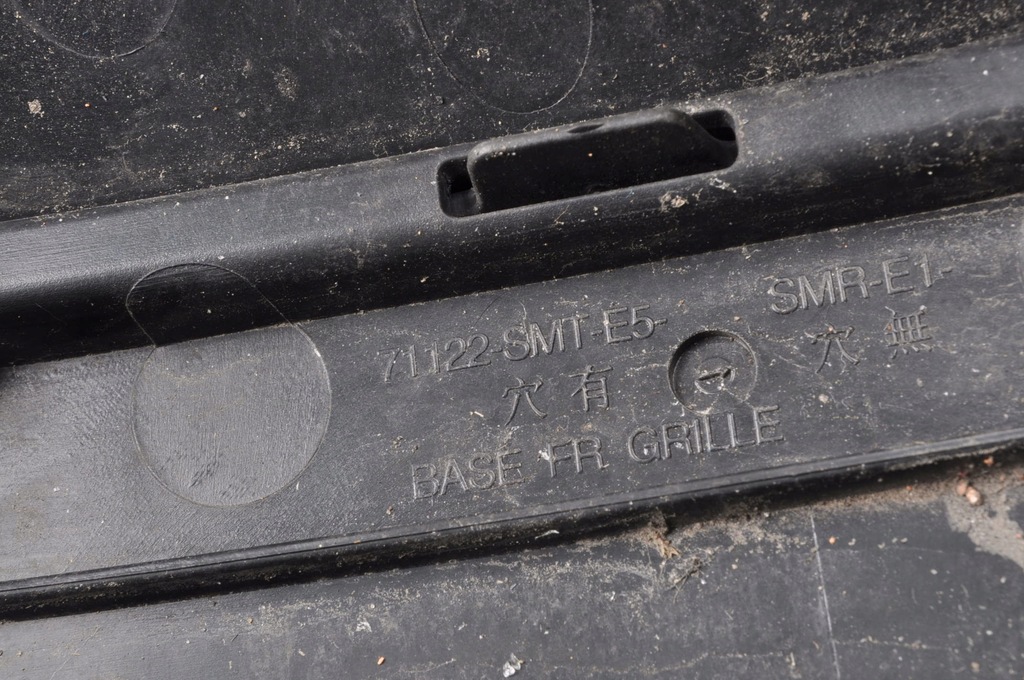 71122-SMT-E5- SMR-E1-
穴 有 穴 無
BASE FR GRILLE